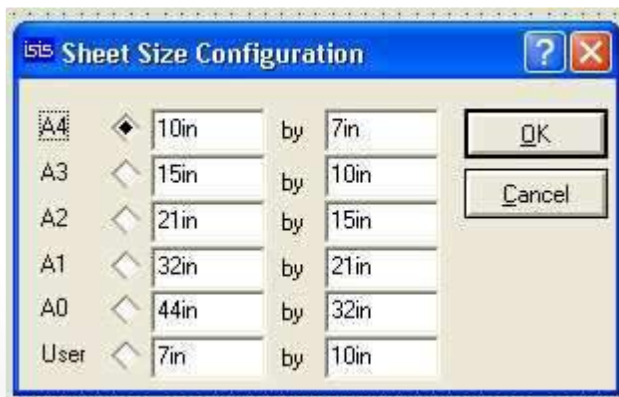 isis Sheet Size Configuration
A4 10in by 7in OK
A3 15in by 10in Cancel
A2 21in by 15in
A1 32in by 21in
A0 44in by 32in
User 7in by 10in